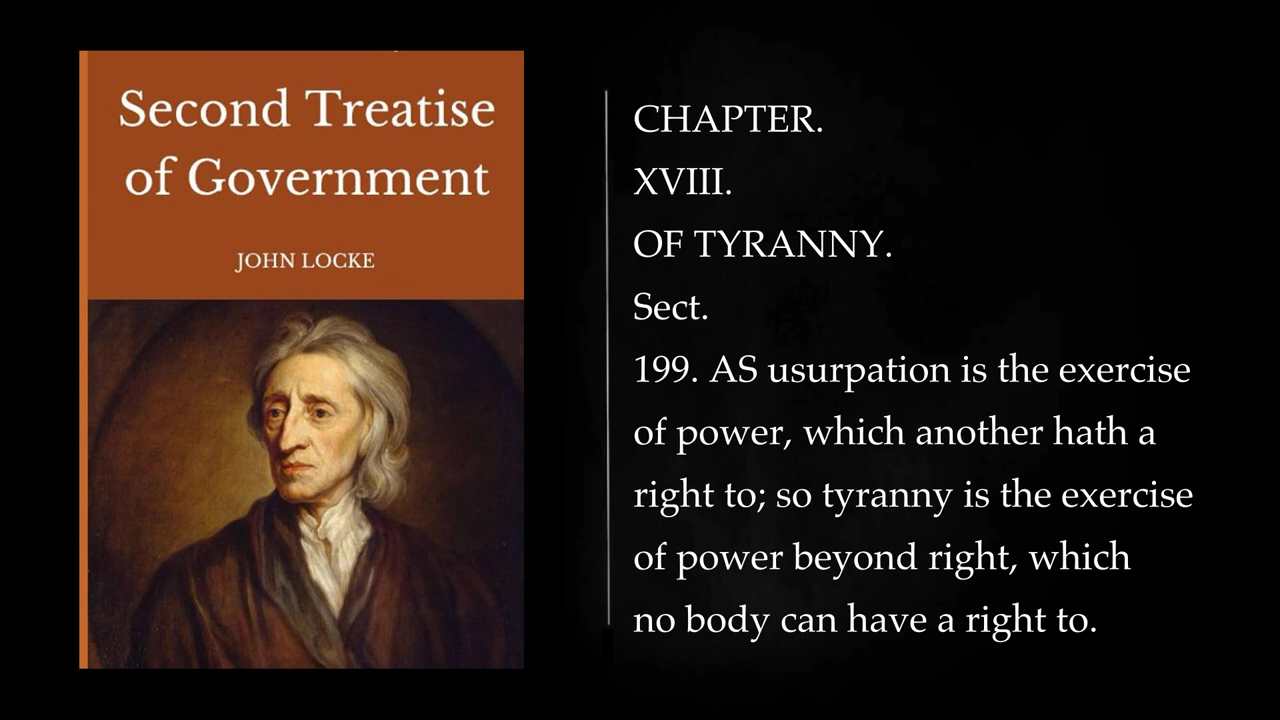 Second Treatise
of Government
JOHN LOCKE
CHAPTER.
XVIII.
OF TYRANNY.
Sect.
199. AS usurpation is the exercise
of power, which another hath a
right to; so tyranny is the exercise
of power beyond right, which
no body can have a right to.